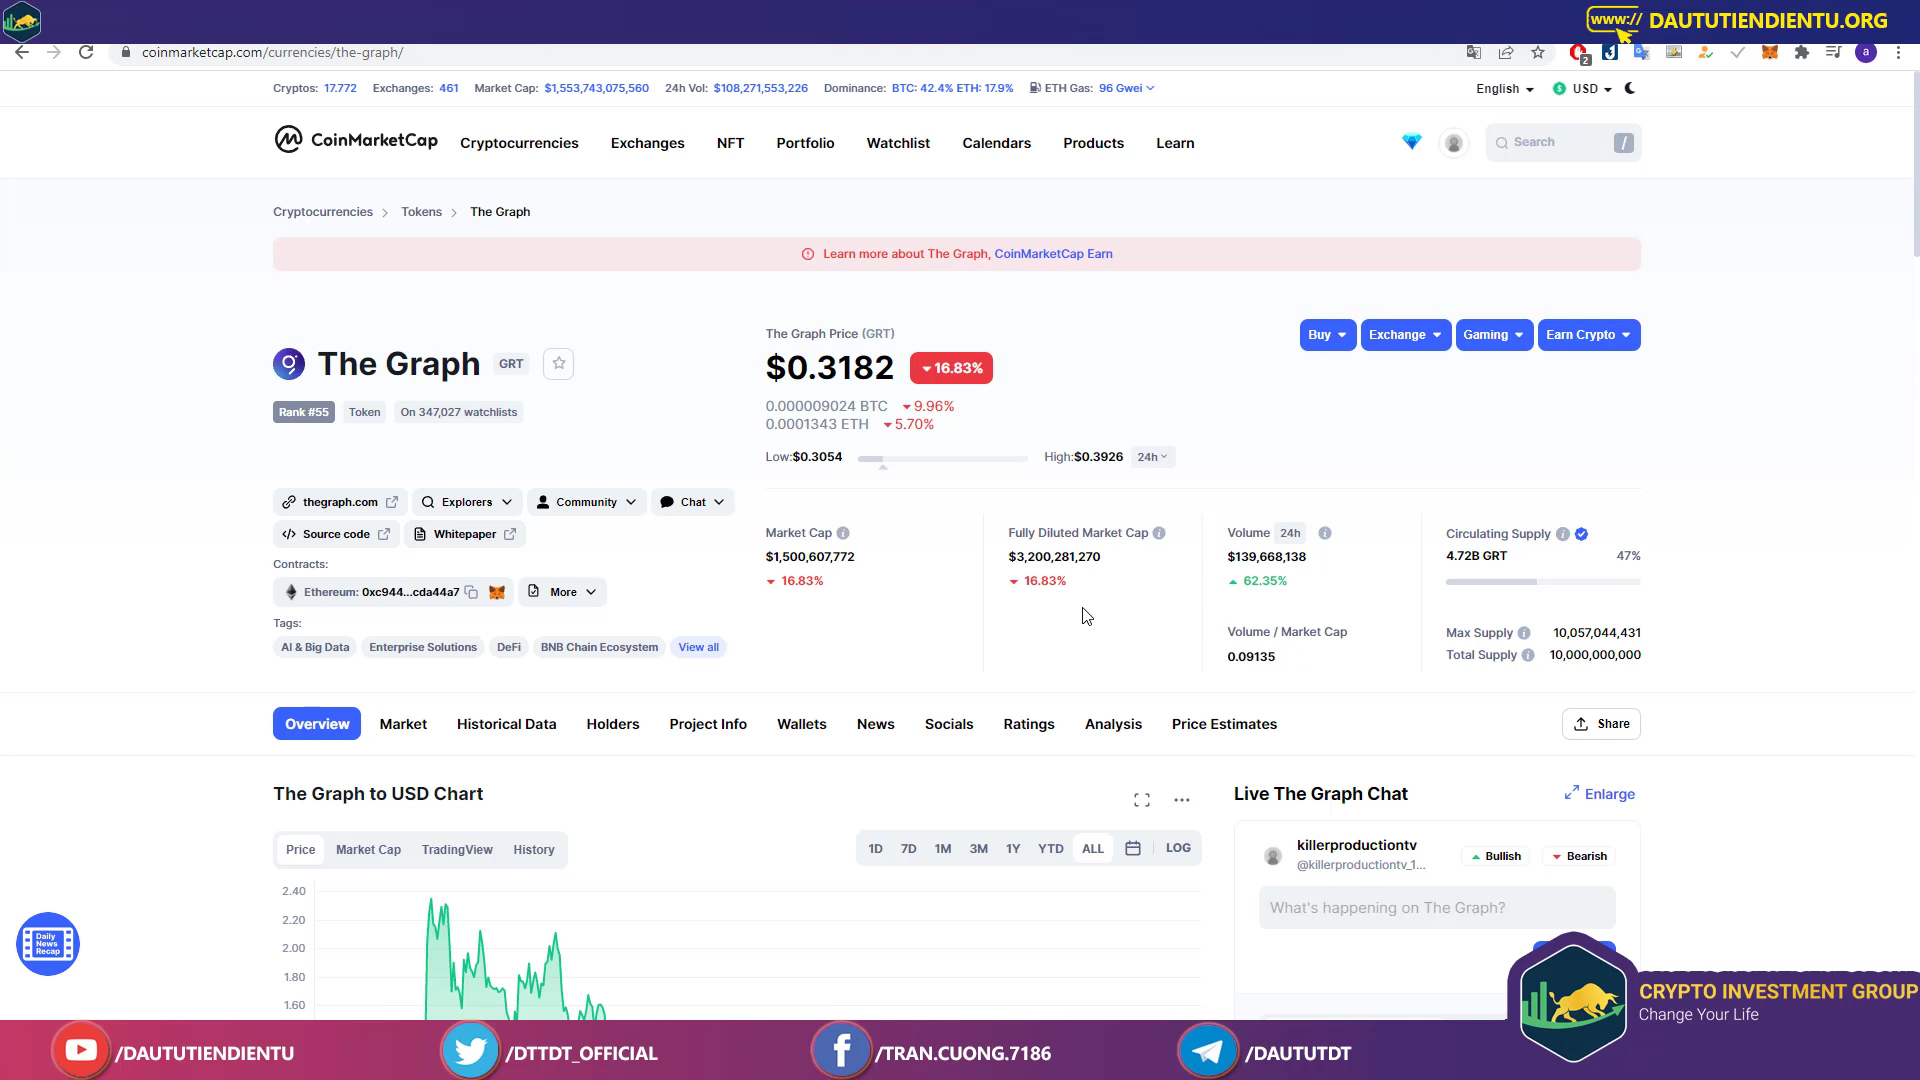 www://
DAUTUTIENDIENTU.ORG
coinmarketcap.com/currencies/the-graph/
2
a
Cryptos: 17.772 Exchanges: 461 Market Cap: $1,553,743,075,560 24h Vol: $108,271,553,226 Dominance: BTC: 42.4% ETH: 17.9% ETH Gas: 96 Gwei
English USD
CoinMarketCap
Cryptocurrencies Exchanges NFT Portfolio Watchlist Calendars Products Learn
Search /
Cryptocurrencies > Tokens > The Graph
Learn more about The Graph, CoinMarketCap Earn
The Graph GRT
Rank #55 Token On 347,027 watchlists
The Graph Price (GRT)
$0.3182 16.83%
0.000009024 BTC 9.96%
0.0001343 ETH 5.70%
Low:$0.3054 High:$0.3926 24h
Buy Exchange Gaming Earn Crypto
thegraph.com Explorers Community Chat
Source code Whitepaper
Contracts:
Ethereum: 0xc944...cda44a7 More
Tags:
AI & Big Data Enterprise Solutions DeFi BNB Chain Ecosystem View all
Market Cap
$1,500,607,772
16.83%
Fully Diluted Market Cap
$3,200,281,270
16.83%
Volume 24h
$139,668,138
62.35%
Volume / Market Cap
0.09135
Circulating Supply
4.72B GRT 47%
Max Supply 10,057,044,431
Total Supply 10,000,000,000
Overview Market Historical Data Holders Project Info Wallets News Socials Ratings Analysis Price Estimates
Share
The Graph to USD Chart
Price Market Cap TradingView History
1D 7D 1M 3M 1Y YTD ALL LOG
2.40
2.20
2.00
1.80
1.60
Live The Graph Chat
Enlarge
killerproductiontv
@killerproductiontv_1...
Bullish Bearish
What's happening on The Graph?
Daily
News
Recap
CRYPTO INVESTMENT GROUP
Change Your Life
/DAUTUTIENDIENTU
/DTTDT_OFFICIAL
/TRAN.CUONG.7186
/DAUTUTDT